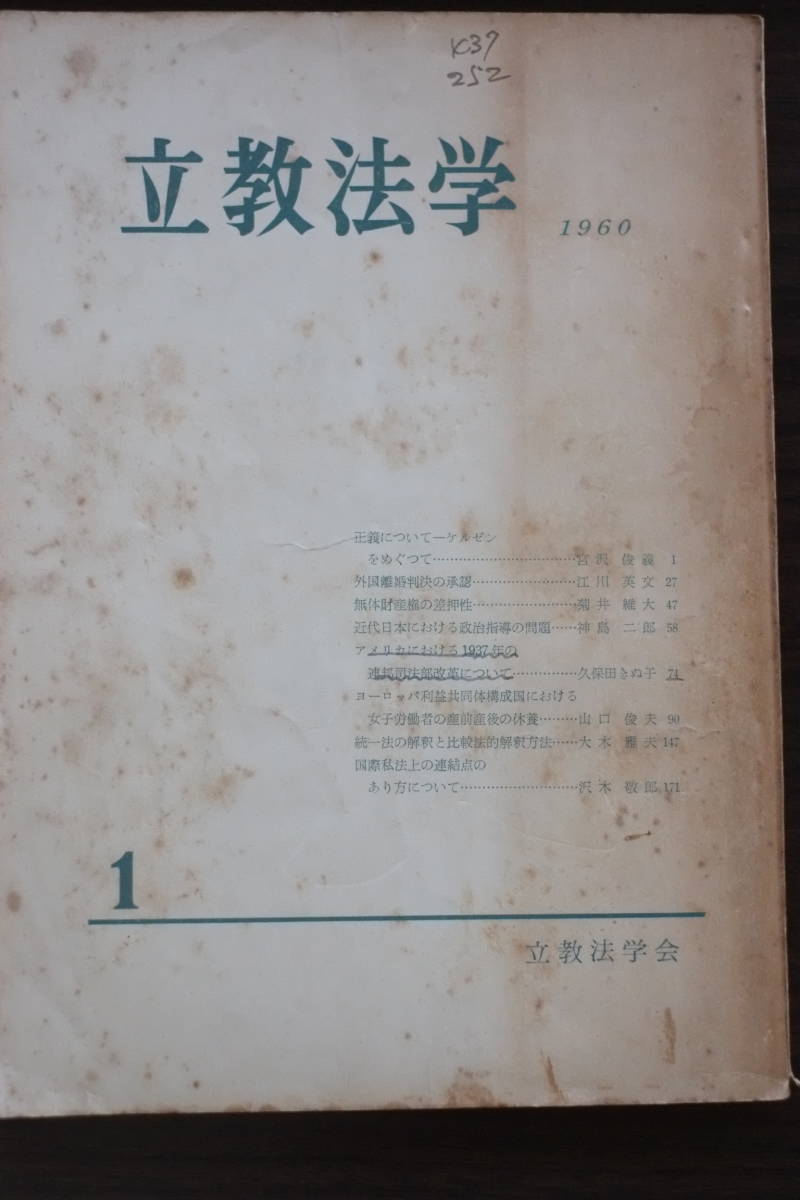 K39
252
立教法学 1960
正義について―ケルゼン
をめぐつて……………………………宮沢俊義 1
外国離婚判決の承認……………………江川英文 27
無体財産権の差押性……………………菊井維大 47
近代日本における政治指導の問題……神島二郎 58
アメリカにおける1937年の
連邦司法部改革について……………久保田きぬ子 74
ヨーロッパ利益共同体構成国における
女子労働者の産前産後の休養………山口俊夫 90
統一法の解釈と比較法的解釈方法……大木雅夫 147
国際私法上の連結点の
あり方について………………………沢木敬郎 171
1
立教法学会